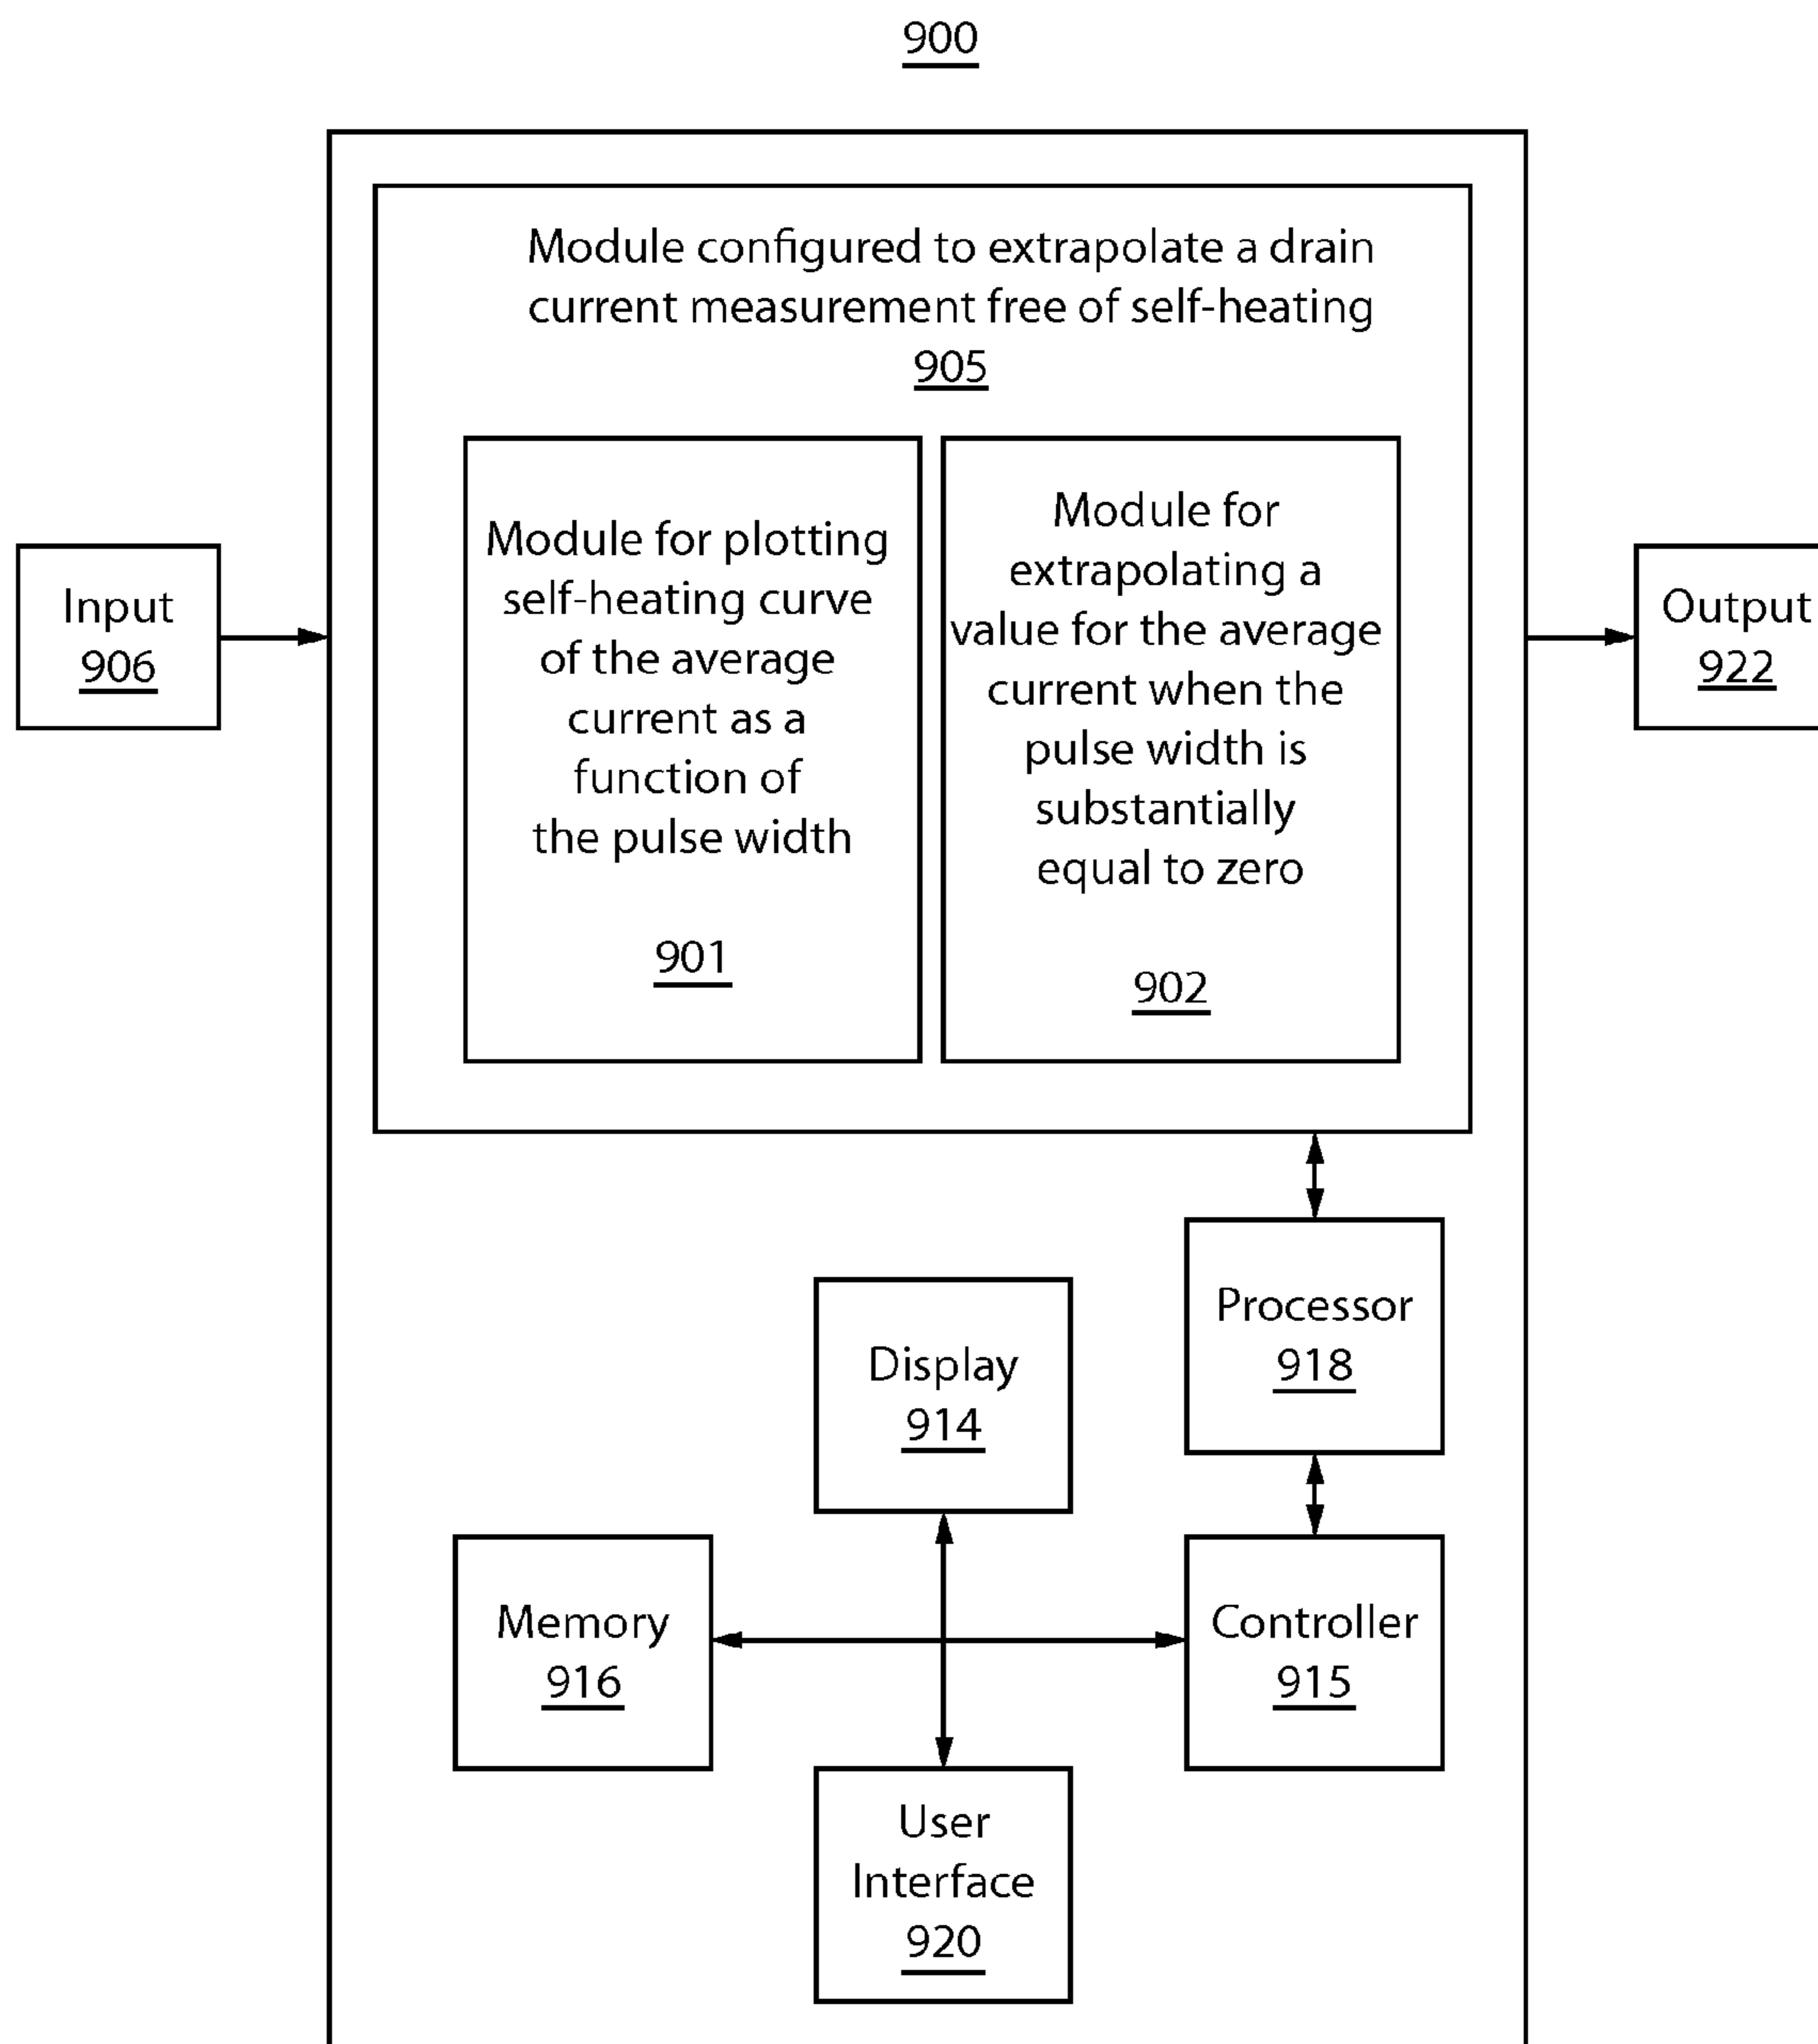 900
Module configured to extrapolate a drain
current measurement free of self-heating
905
Module for plotting
self-heating curve
of the average
current as a
function of
the pulse width
901
Module for
extrapolating a
value for the average
current when the
pulse width is
substantially
equal to zero
902
Input
906
Output
922
Processor
918
Display
914
Memory
916
Controller
915
User
Interface
920